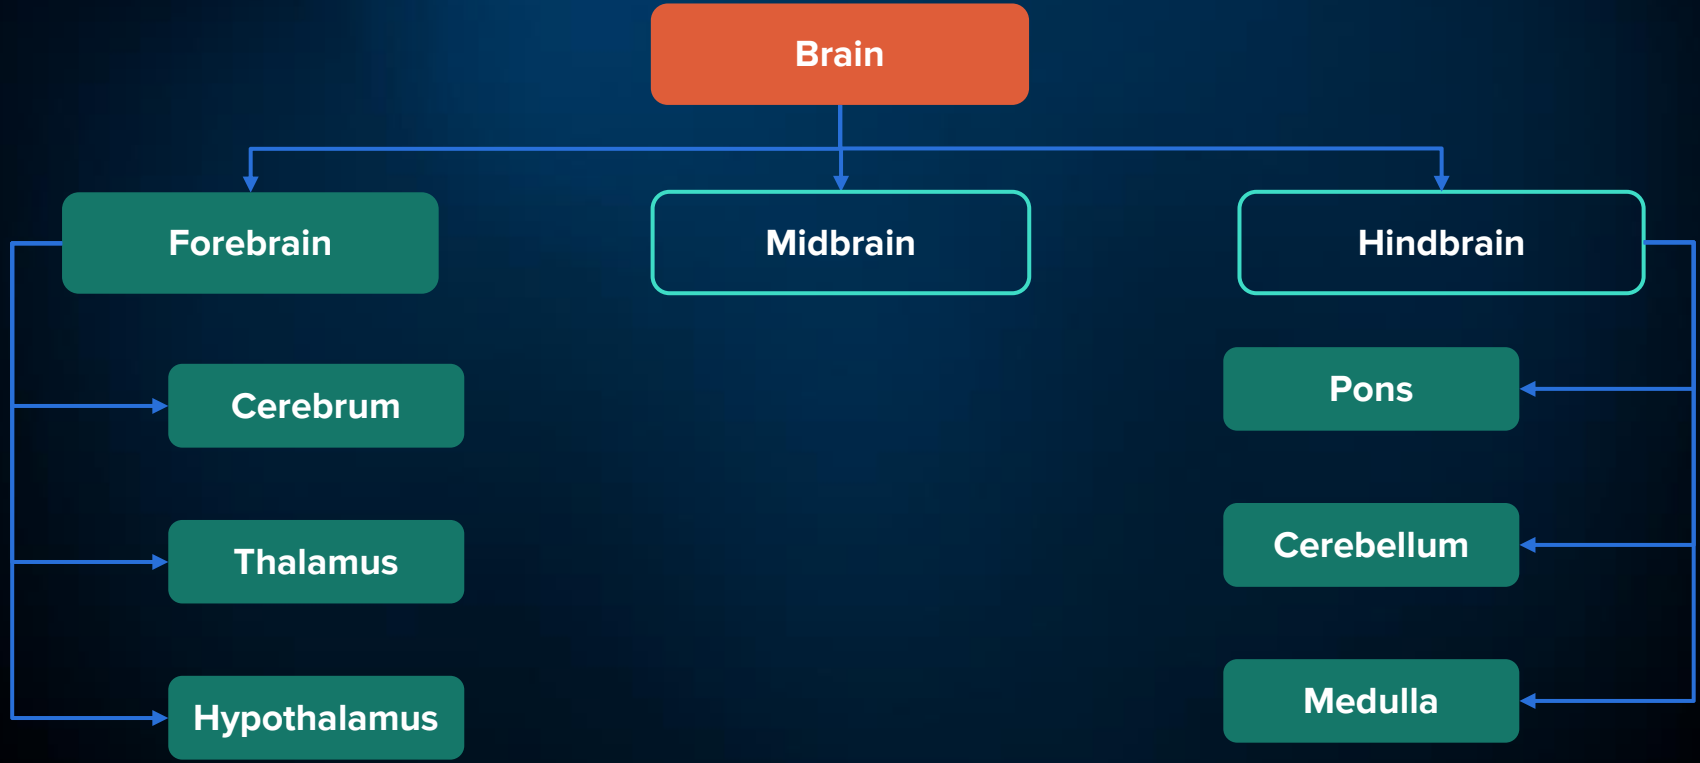 Brain
Forebrain
Midbrain
Hindbrain
Cerebrum
Thalamus
Hypothalamus
Pons
Cerebellum
Medulla